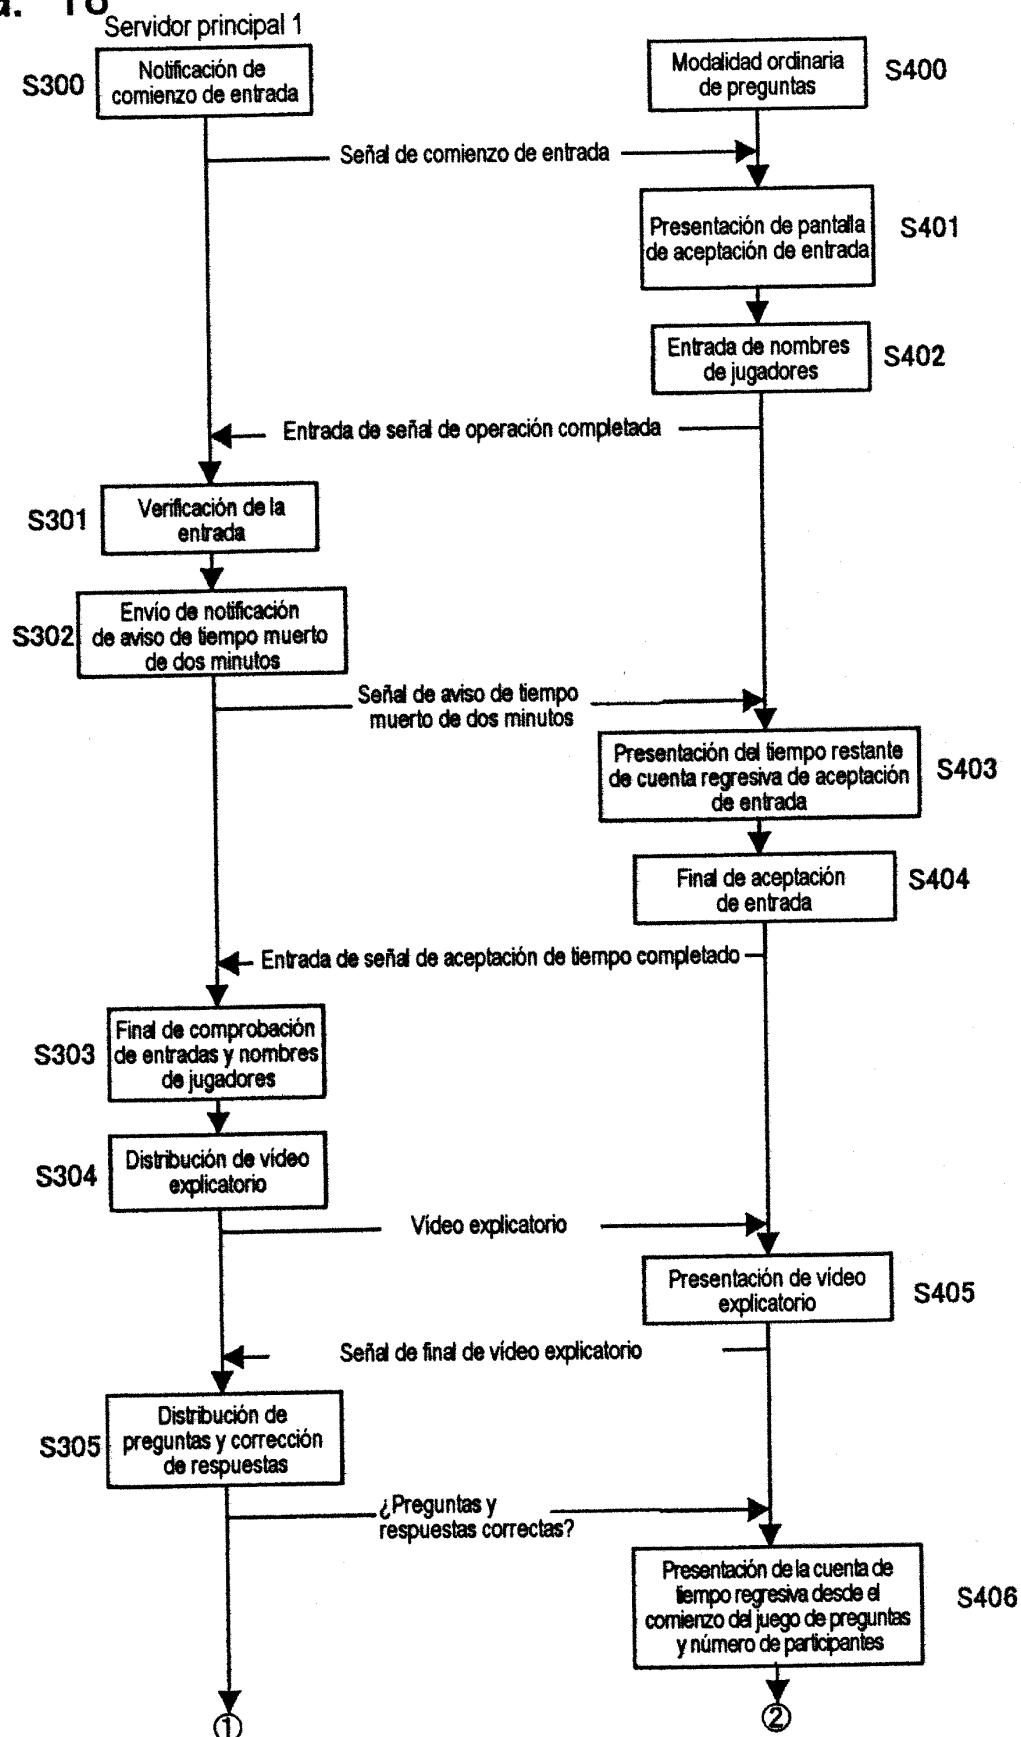 18
Servidor principal 1
S300
Notificación de
comienzo de entrada
Modalidad ordinaria
de preguntas
S400
Señal de comienzo de entrada
Presentación de pantalla
de aceptación de entrada
S401
Entrada de nombres
de jugadores
S402
Entrada de señal de operación completada
S301
Verificación de la
entrada
S302
Envío de notificación
de aviso de tiempo muerto
de dos minutos
Señal de aviso de tiempo
muerto de dos minutos
Presentación del tiempo restante
de cuenta regresiva de aceptación
de entrada
S403
Final de aceptación
de entrada
S404
Entrada de señal de aceptación de tiempo completado
S303
Final de comprobación
de entradas y nombres
de jugadores
S304
Distribución de vídeo
explicatorio
Vídeo explicatorio
Presentación de vídeo
explicatorio
S405
Señal de final de vídeo explicatorio
S305
Distribución de
preguntas y corrección
de respuestas
¿Preguntas y
respuestas correctas?
Presentación de la cuenta de
tiempo regresiva desde el
comienzo del juego de preguntas
y número de participantes
S406
①
②